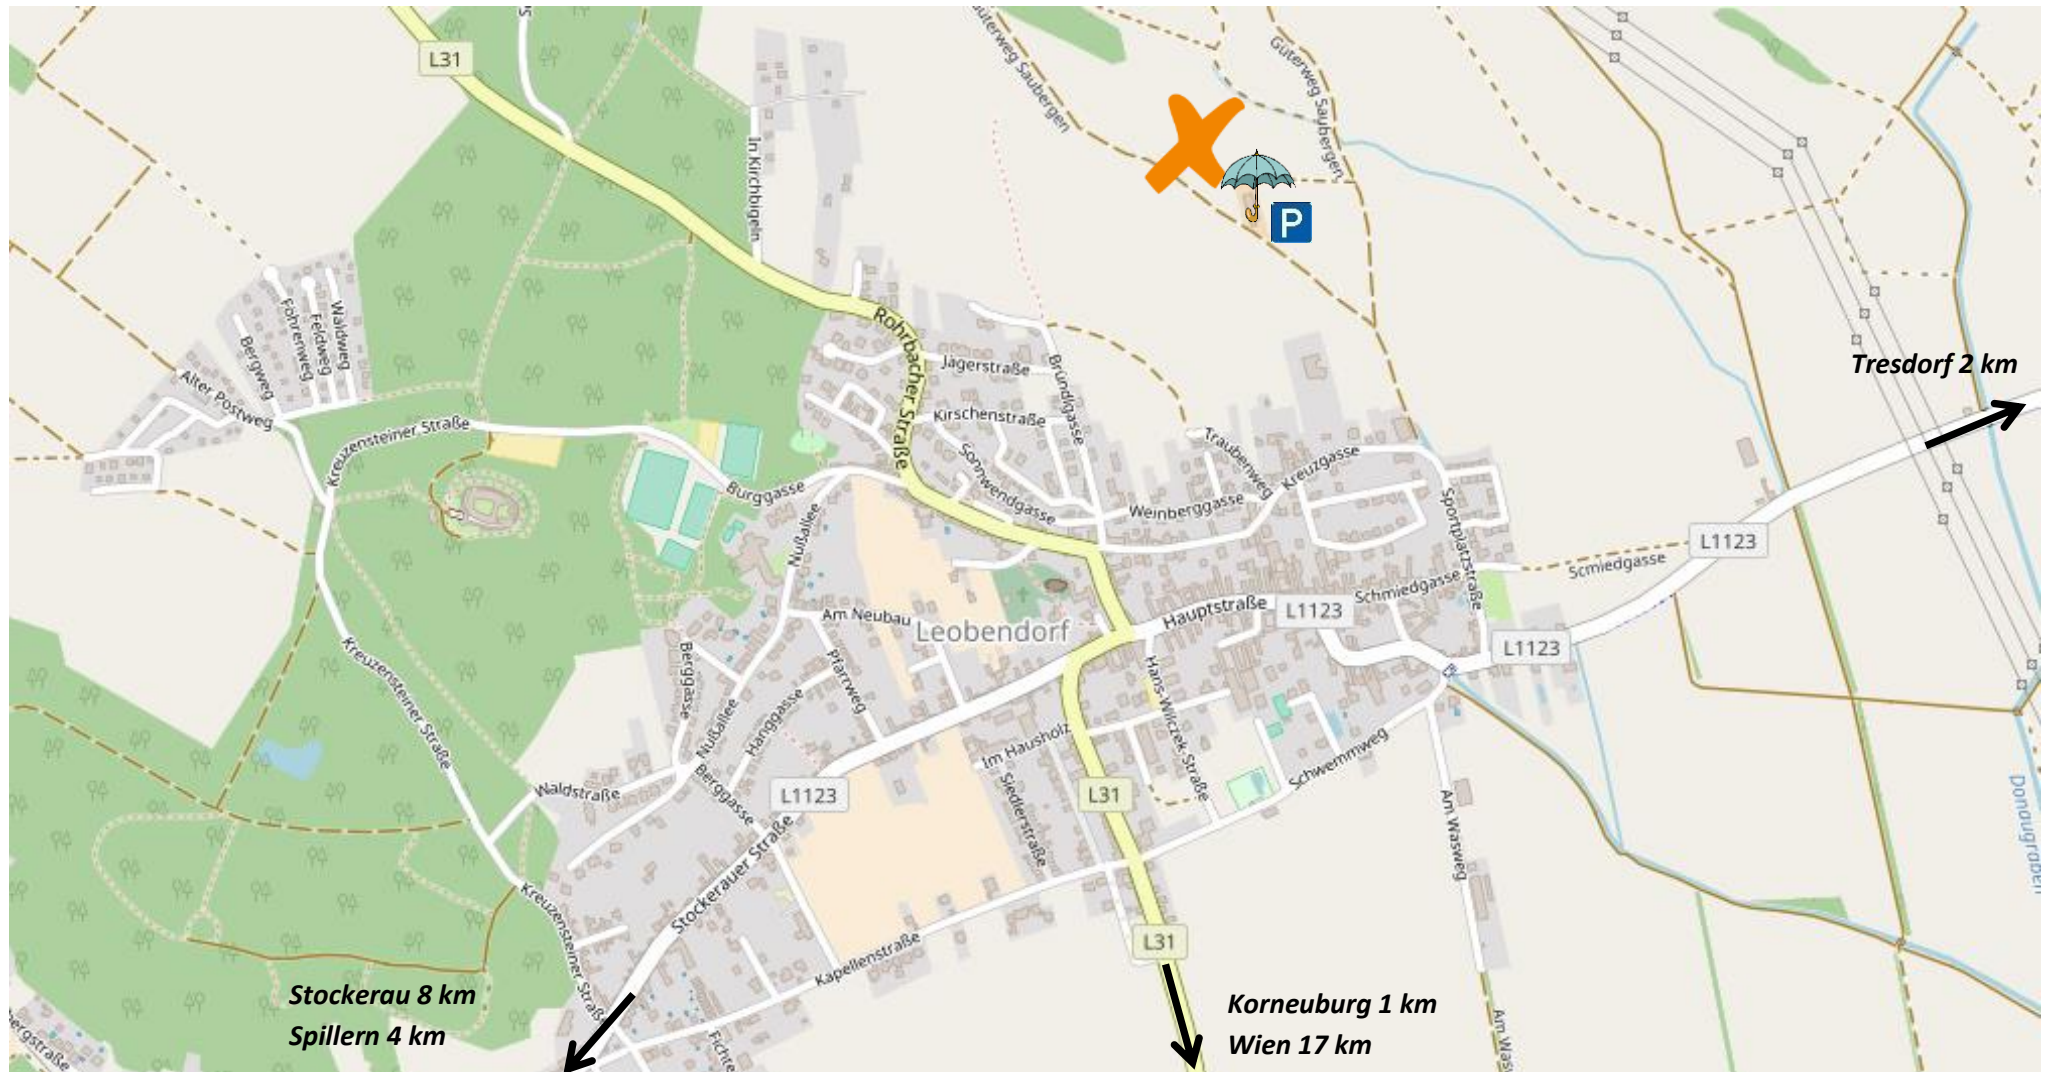 L31
Güterweg Saubergen
In Kirchbigeln
P
Föhrenweg
Feldweg
Waldweg
Bergweg
Alter Postweg
Rohrbacher Straße
Jägerstraße
Bründlgasse
Tresdorf 2 km
Kirschenstraße
Kreuzensteiner Straße
Sonnwendgasse
Traubenweg
Kreuzgasse
Burggasse
Weinberggasse
Sportplatzstraße
Nußallee
L1123
Scmiedgasse
Schmiedgasse
Hauptstraße
L1123
Am Neubau
Leobendorf
L1123
Kreuzensteiner Straße
Berggasse
Pfarrweg
Hans-Wilczek-Straße
Nußallee
Hanggasse
Im Hausholz
Schwemmweg
Waldstraße
Berggasse
L1123
Siedlerstraße
L31
Am Wasweg
Donaugraben
Stockerauer Straße
Kreuzensteiner Straße
Kapellenstraße
L31
Stockerau 8 km
Spillern 4 km
Korneuburg 1 km
Wien 17 km